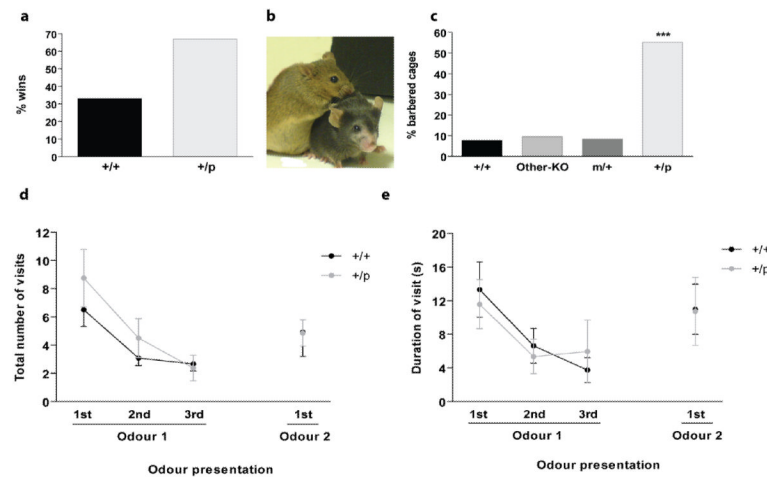 a
b
c
% wins
70
60
50
40
30
20
10
0
+/+
+/p
% barbered cages
60
50
40
30
20
10
0
***
+/+
Other-KO
m/+
+/p
d
e
Total number of visits
12
10
8
6
4
2
0
+/+
+/p
1st
2nd
3rd
1st
Odour 1
Odour 2
Odour presentation
Duration of visit (s)
20
16
12
8
4
0
+/+
+/p
1st
2nd
3rd
1st
Odour 1
Odour 2
Odour presentation